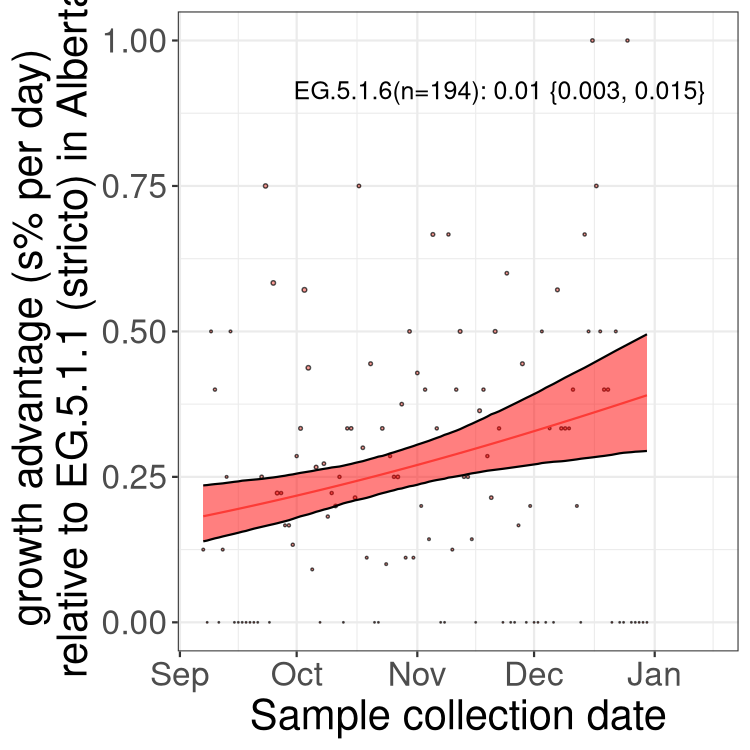 growth advantage (s% per day)
relative to EG.5.1.1 (stricto) in Alberta
1.00
0.75
0.50
0.25
0.00
EG.5.1.6(n=194): 0.01 {0.003, 0.015}
Sep Oct Nov Dec Jan
Sample collection date